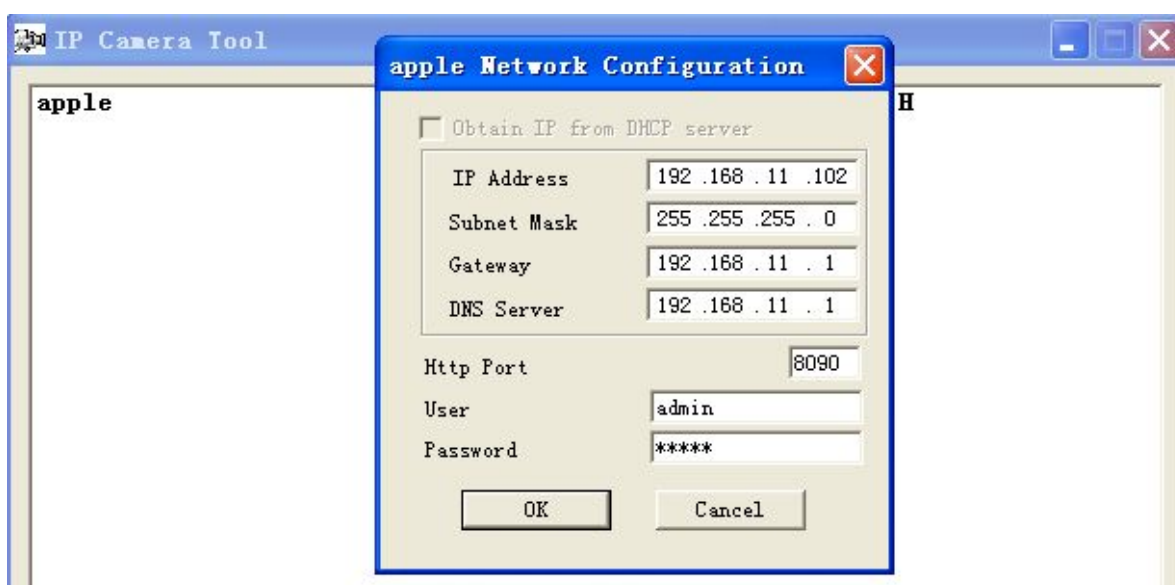 IP Camera Tool
apple Network Configuration
apple
H
Obtain IP from DHCP server
IP Address 192 .168 . 11 .102
Subnet Mask 255 .255 .255 . 0
Gateway 192 .168 . 11 . 1
DNS Server 192 .168 . 11 . 1
Http Port 8090
User admin
Password *****
OK Cancel